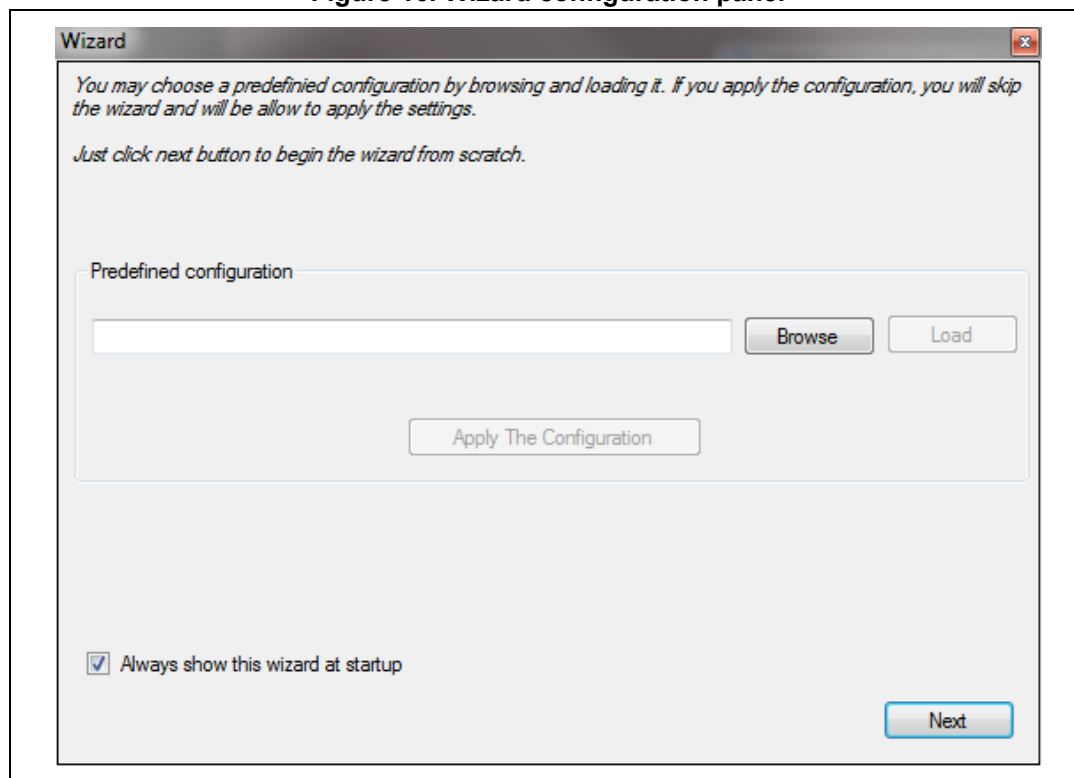 Wizard
You may choose a predefinied configuration by browsing and loading it. If you apply the configuration, you will skip
the wizard and will be allow to apply the settings.
Just click next button to begin the wizard from scratch.
Predefined configuration
Browse
Load
Apply The Configuration
Always show this wizard at startup
Next